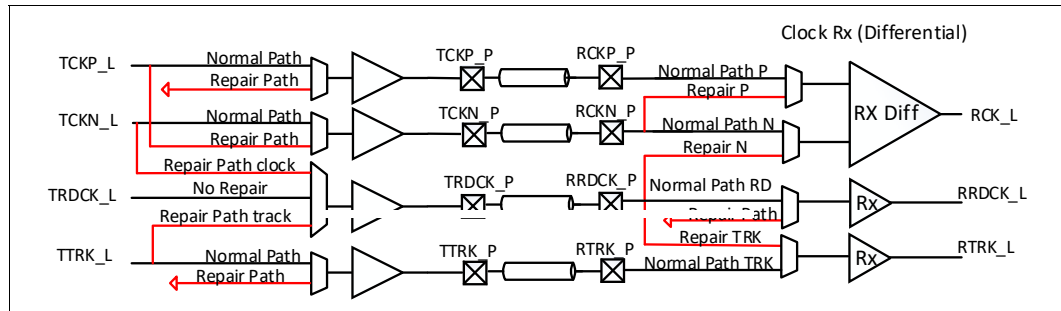 Clock Rx (Differential)
TCKP_L
Normal Path
Repair Path
TCKP_P
RCKP_P
Normal Path P
Repair P
TCKN_L
Normal Path
Repair Path
TCKN_P
RCKN_P
Normal Path N
Repair N
RX Diff
RCK_L
Repair Path clock
TRDCK_L
No Repair
Repair Path track
TRDCK_P
RRDCK_P
Normal Path RD
Repair Path
Rx
RRDCK_L
Repair TRK
TTRK_L
Normal Path
Repair Path
TTRK_P
RTRK_P
Normal Path TRK
Rx
RTRK_L